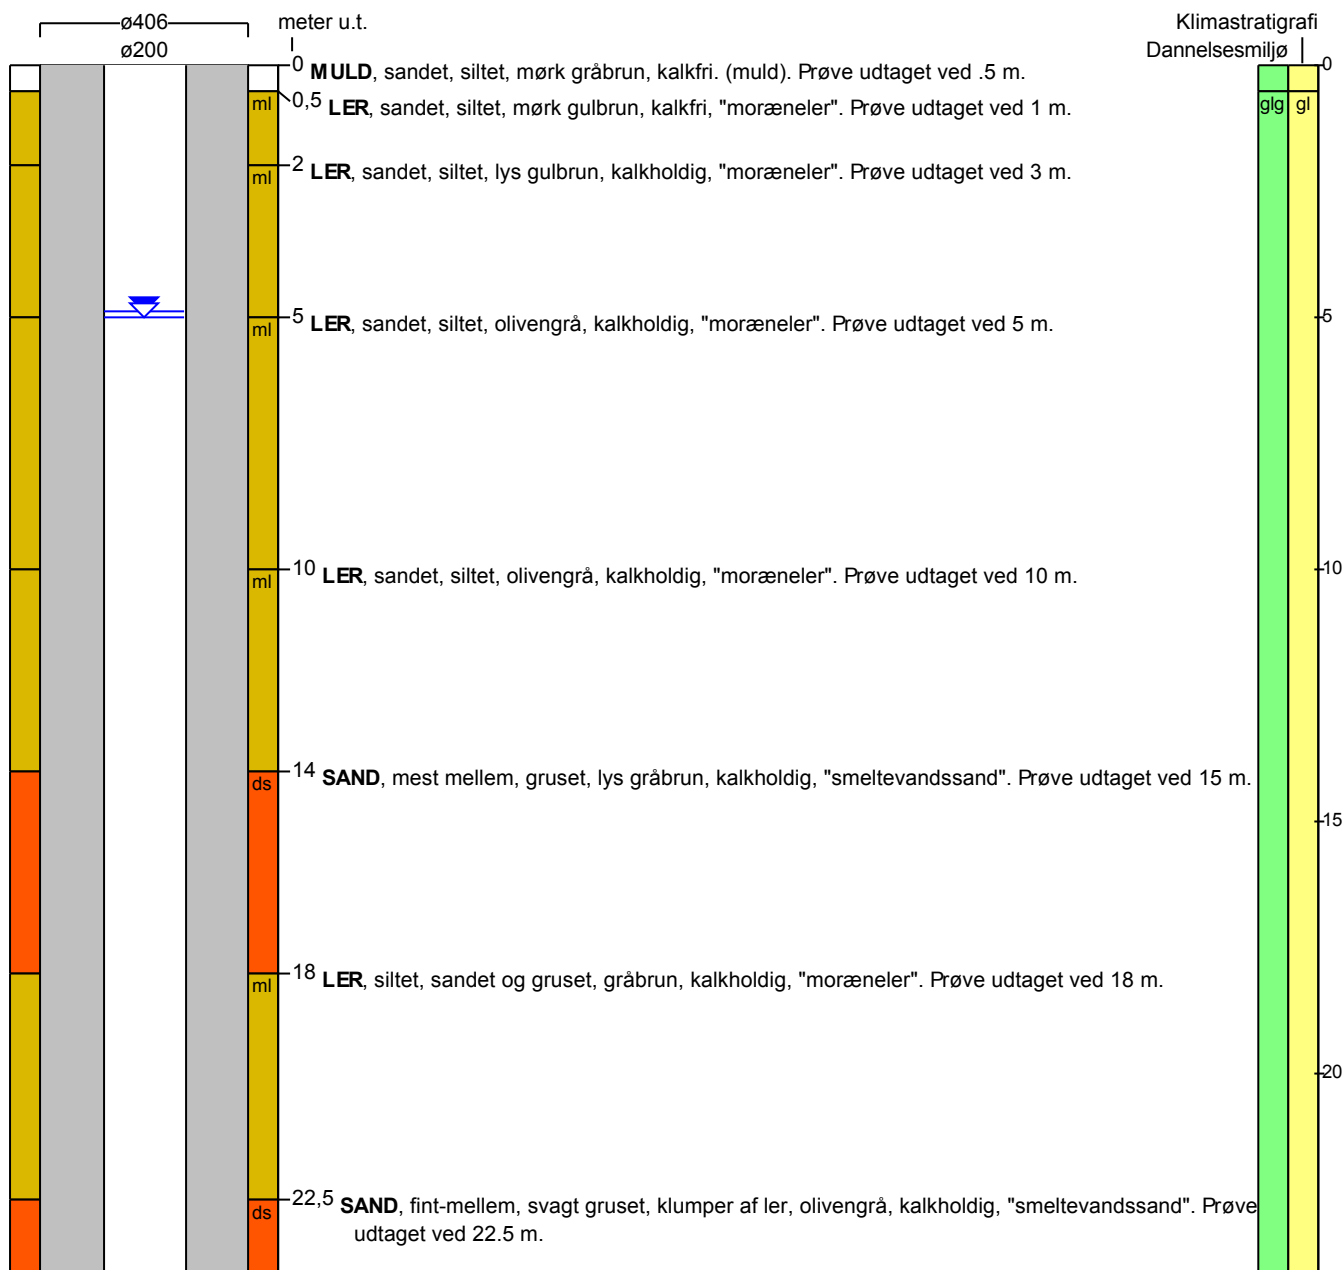 ø406
meter u.t.
Klimastratigrafi
ø200
Dannelsesmiljø
0 MULD, sandet, siltet, mørk gråbrun, kalkfri. (muld). Prøve udtaget ved .5 m.
0
ml 0,5 LER, sandet, siltet, mørk gulbrun, kalkfri, "moræneler". Prøve udtaget ved 1 m.
glg gl
ml 2 LER, sandet, siltet, lys gulbrun, kalkholdig, "moræneler". Prøve udtaget ved 3 m.
ml 5 LER, sandet, siltet, olivengrå, kalkholdig, "moræneler". Prøve udtaget ved 5 m.
5
ml 10 LER, sandet, siltet, olivengrå, kalkholdig, "moræneler". Prøve udtaget ved 10 m.
10
ds 14 SAND, mest mellem, gruset, lys gråbrun, kalkholdig, "smeltevandssand". Prøve udtaget ved 15 m.
15
ml 18 LER, siltet, sandet og gruset, gråbrun, kalkholdig, "moræneler". Prøve udtaget ved 18 m.
20
ds 22,5 SAND, fint-mellem, svagt gruset, klumper af ler, olivengrå, kalkholdig, "smeltevandssand". Prøve
udtaget ved 22.5 m.